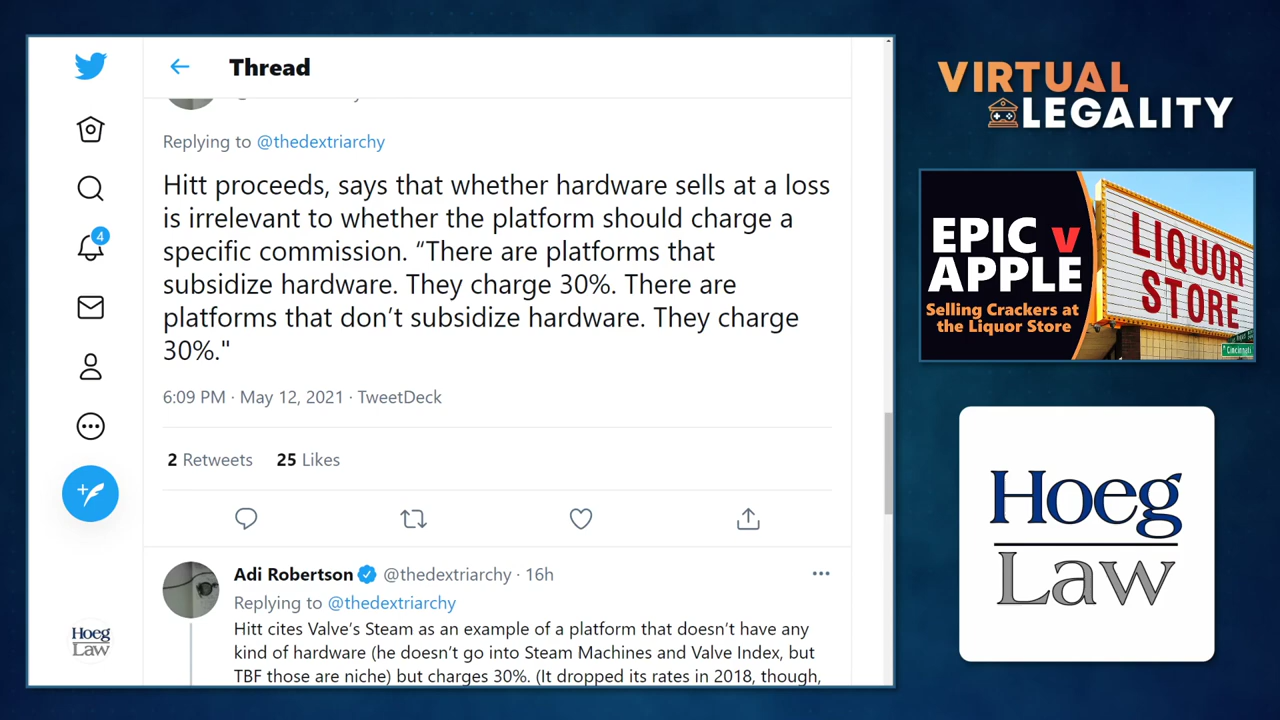 Thread
Replying to @thedextriarchy
Hitt proceeds, says that whether hardware sells at a loss
is irrelevant to whether the platform should charge a
specific commission. “There are platforms that
subsidize hardware. They charge 30%. There are
platforms that don’t subsidize hardware. They charge
30%."
6:09 PM · May 12, 2021 · TweetDeck
2 Retweets 25 Likes
Adi Robertson @thedextriarchy · 16h
Replying to @thedextriarchy
Hitt cites Valve’s Steam as an example of a platform that doesn’t have any
kind of hardware (he doesn’t go into Steam Machines and Valve Index, but
TBF those are niche) but charges 30%. (It dropped its rates in 2018, though,
4
Hoeg
Law
VIRTUAL
LEGALITY
EPIC v
APPLE
Selling Crackers at
the Liquor Store
LIQUOR
STORE
Cincinnati
Hoeg
Law